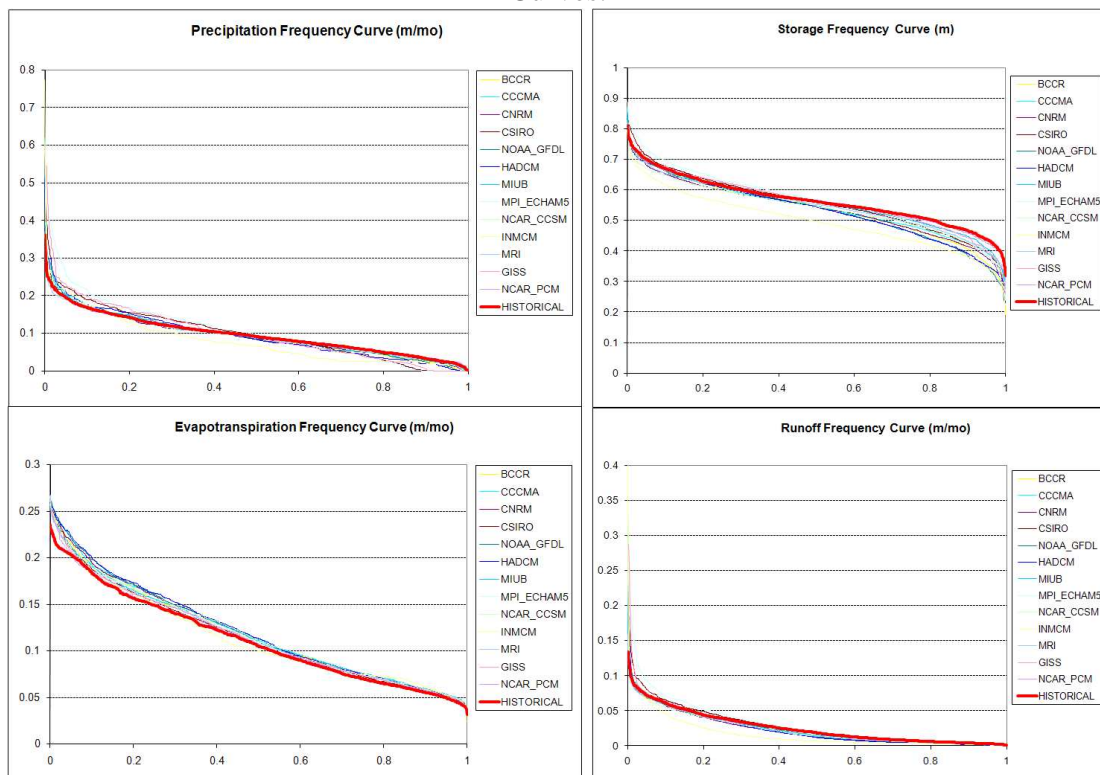 Precipitation Frequency Curve (m/mo)
0.8
0.7
0.6
0.5
0.4
0.3
0.2
0.1
0
0
0.2
0.4
0.6
0.8
1
BCCR
CCCMA
CNRM
CSIRO
NOAA_GFDL
HADCM
MIUB
MPI_ECHAM5
NCAR_CCSM
INMCM
MRI
GISS
NCAR_PCM
HISTORICAL
Storage Frequency Curve (m)
1
0.9
0.8
0.7
0.6
0.5
0.4
0.3
0.2
0.1
0
0
0.2
0.4
0.6
0.8
1
BCCR
CCCMA
CNRM
CSIRO
NOAA_GFDL
HADCM
MIUB
MPI_ECHAM5
NCAR_CCSM
INMCM
MRI
GISS
NCAR_PCM
HISTORICAL
Evapotranspiration Frequency Curve (m/mo)
0.3
0.25
0.2
0.15
0.1
0.05
0
0
0.2
0.4
0.6
0.8
1
BCCR
CCCMA
CNRM
CSIRO
NOAA_GFDL
HADCM
MIUB
MPI_ECHAM5
NCAR_CCSM
INMCM
MRI
GISS
NCAR_PCM
HISTORICAL
Runoff Frequency Curve (m/mo)
0.4
0.35
0.3
0.25
0.2
0.15
0.1
0.05
0
0
0.2
0.4
0.6
0.8
1
BCCR
CCCMA
CNRM
CSIRO
NOAA_GFDL
HADCM
MIUB
MPI_ECHAM5
NCAR_CCSM
INMCM
MRI
GISS
NCAR_PCM
HISTORICAL